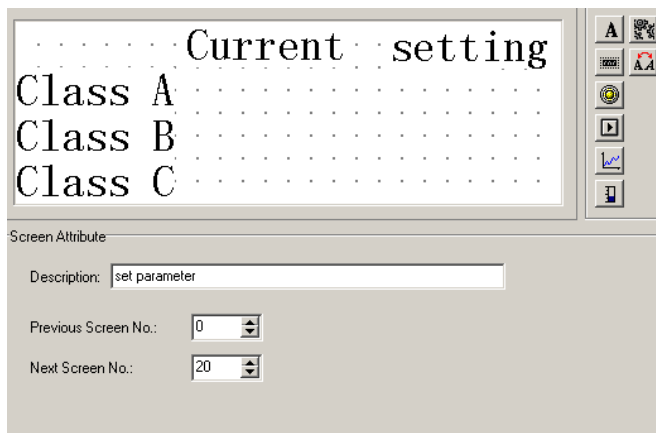 Current setting
Class A
Class B
Class C
Screen Attribute
Description: set parameter
Previous Screen No.: 0
Next Screen No.: 20
A
A A